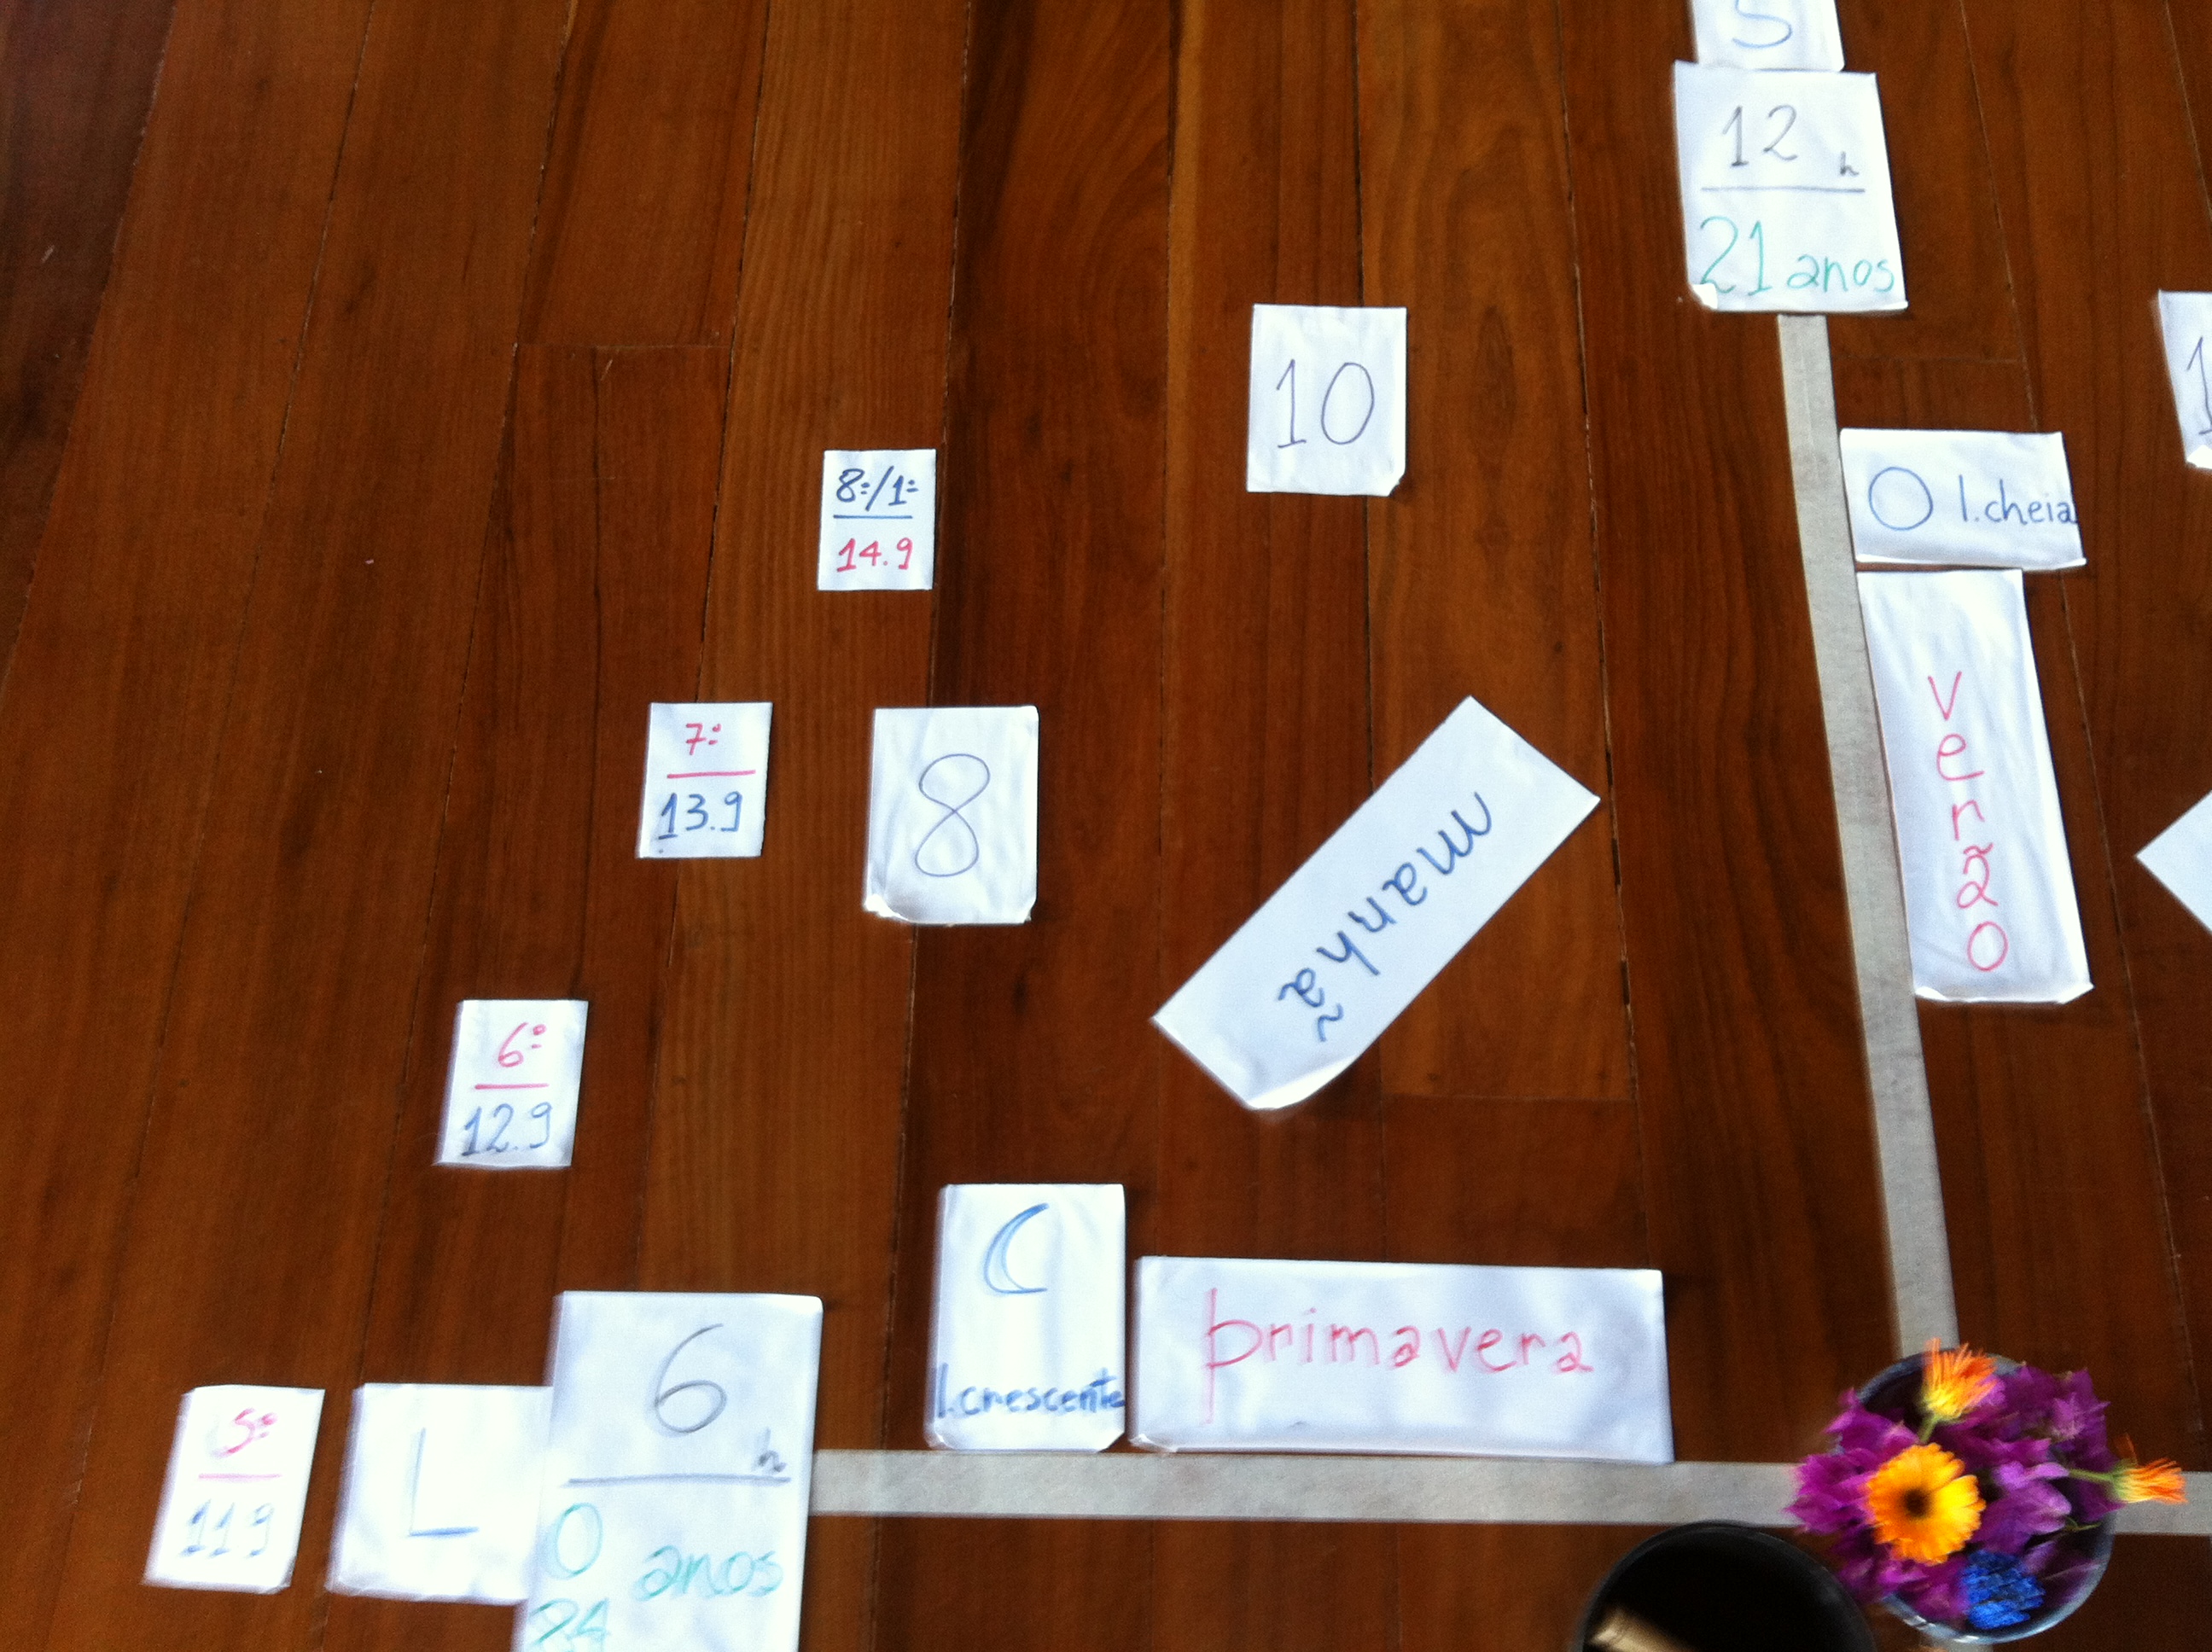 S
12 h
21 anos
10
8º/1º
14.9
O l.cheia
verão
7º
13.9
8
manhã
6º
12.9
l.crescente
primavera
5º
11 9
L
6 h
0 anos
84